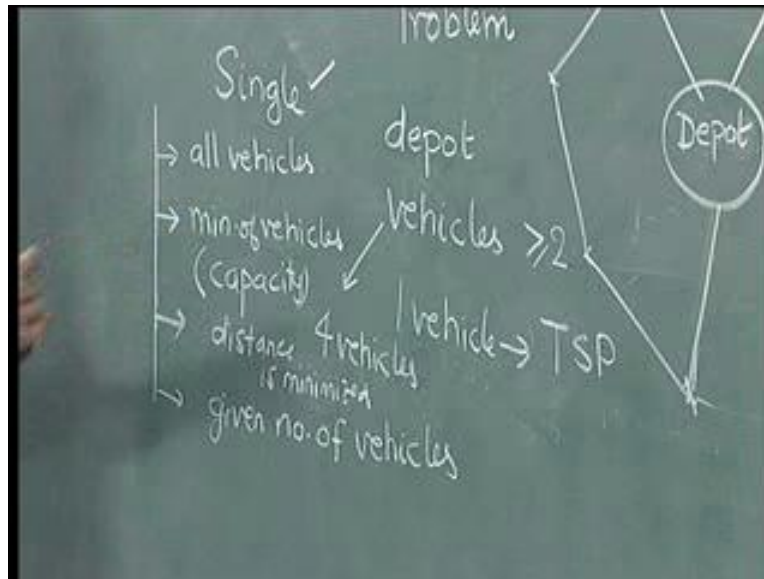 Problem
Single ✓
depot
Depot
→ all vehicles
→ min. of vehicles
(capacity)
vehicles ≥2
→ distance
is minimized
4 vehicles
1 vehicle → TSP
→ given no. of vehicles